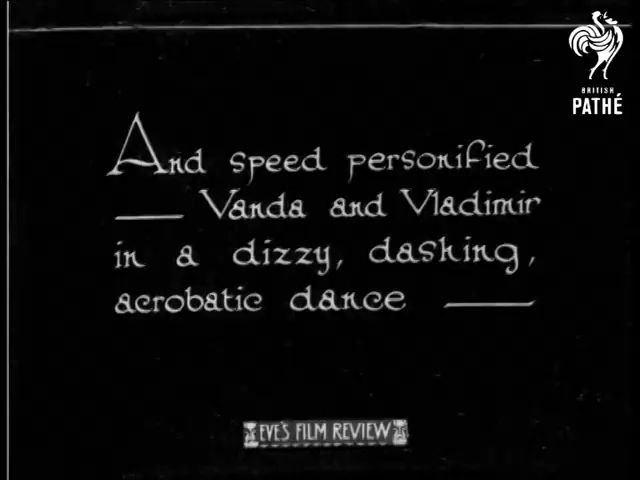 BRITISH
PATHÉ
And speed personified
— Vanda and Vladimir
in a dizzy, dashing,
acrobatic dance —
EVE'S FILM REVIEW